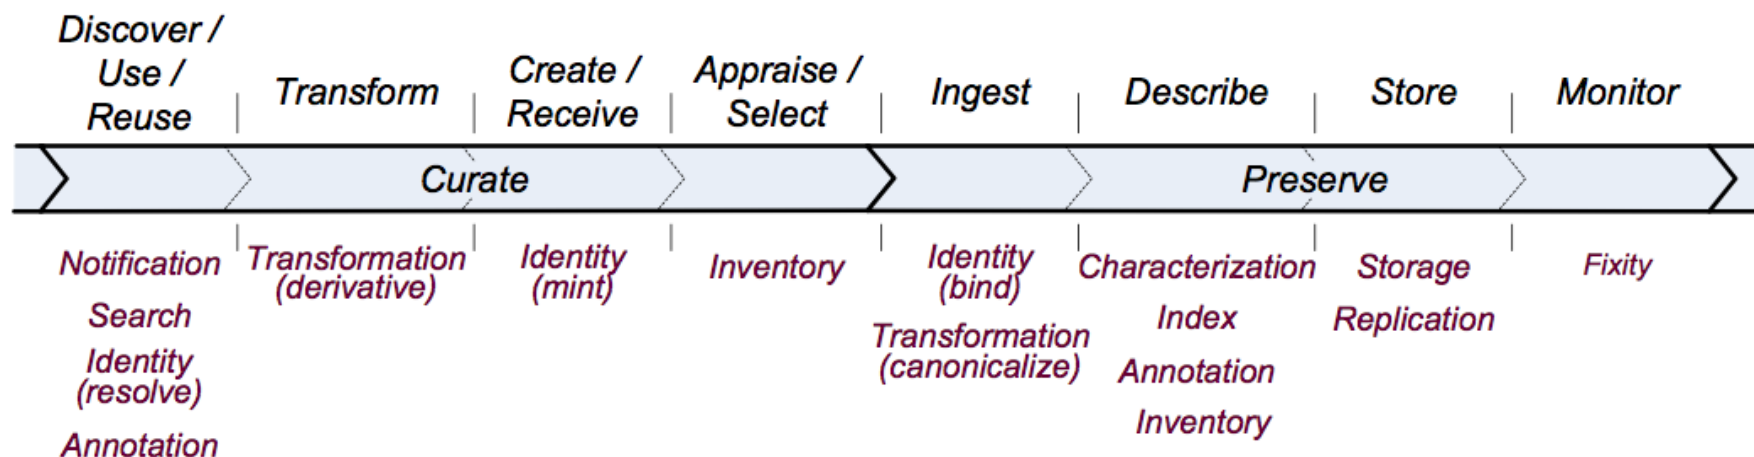 Discover /
Use /
Reuse
Transform
Create /
Receive
Appraise /
Select
Ingest
Describe
Store
Monitor
Curate
Preserve
Notification
Search
Identity
(resolve)
Annotation
Transformation
(derivative)
Identity
(mint)
Inventory
Identity
(bind)
Transformation
(canonicalize)
Characterization
Index
Annotation
Inventory
Storage
Replication
Fixity